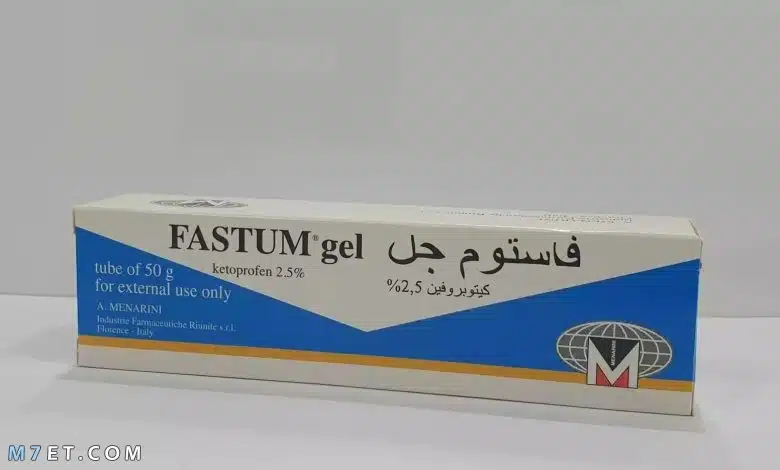 FASTUM® gel
فاستوم جل
ketoprofen 2.5%
كيتوبروفين 2,5%
tube of 50 g
for external use only
A. MENARINI
Industrie Farmaceutiche Riunite s.r.l.
Florence - Italy
MENARINI
M
M7ET.COM